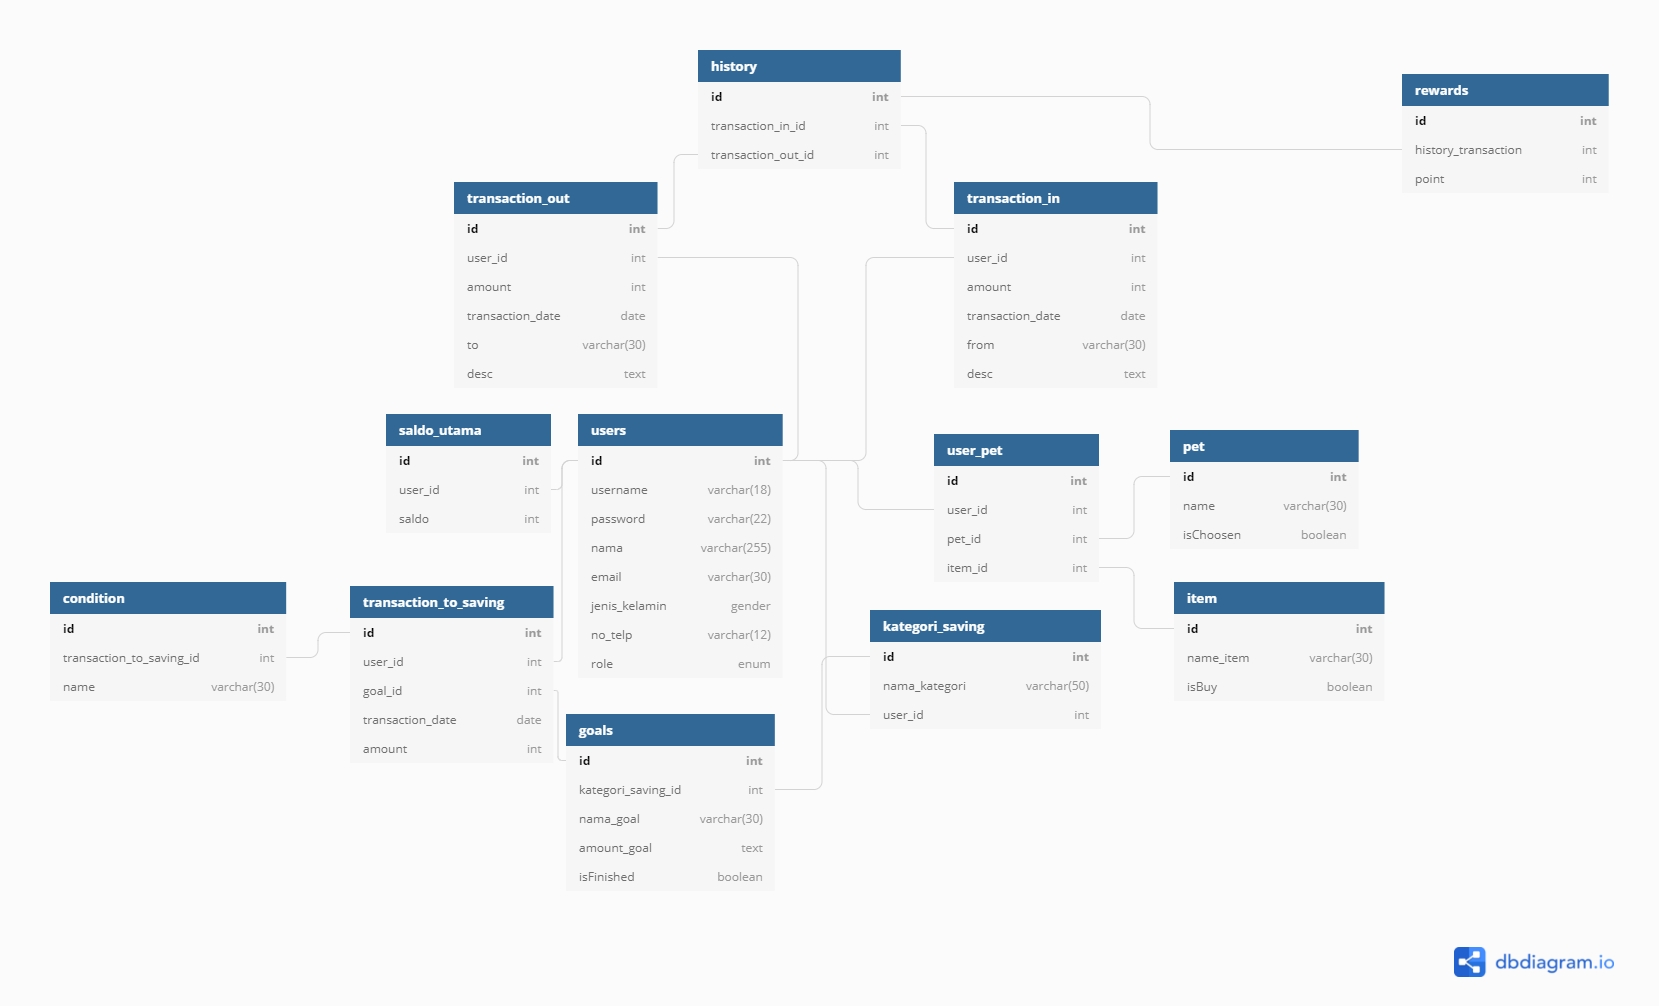 history
id int
transaction_in_id int
transaction_out_id int
rewards
id int
history_transaction int
point int
transaction_out
id int
user_id int
amount int
transaction_date date
to varchar(30)
desc text
transaction_in
id int
user_id int
amount int
transaction_date date
from varchar(30)
desc text
saldo_utama
id int
user_id int
saldo int
users
id int
username varchar(18)
password varchar(22)
nama varchar(255)
email varchar(30)
jenis_kelamin gender
no_telp varchar(12)
role enum
user_pet
id int
user_id int
pet_id int
item_id int
pet
id int
name varchar(30)
isChoosen boolean
condition
id int
transaction_to_saving_id int
name varchar(30)
transaction_to_saving
id int
user_id int
goal_id int
transaction_date date
amount int
kategori_saving
id int
nama_kategori varchar(50)
user_id int
item
id int
name_item varchar(30)
isBuy boolean
goals
id int
kategori_saving_id int
nama_goal varchar(30)
amount_goal text
isFinished boolean
dbdiagram.io